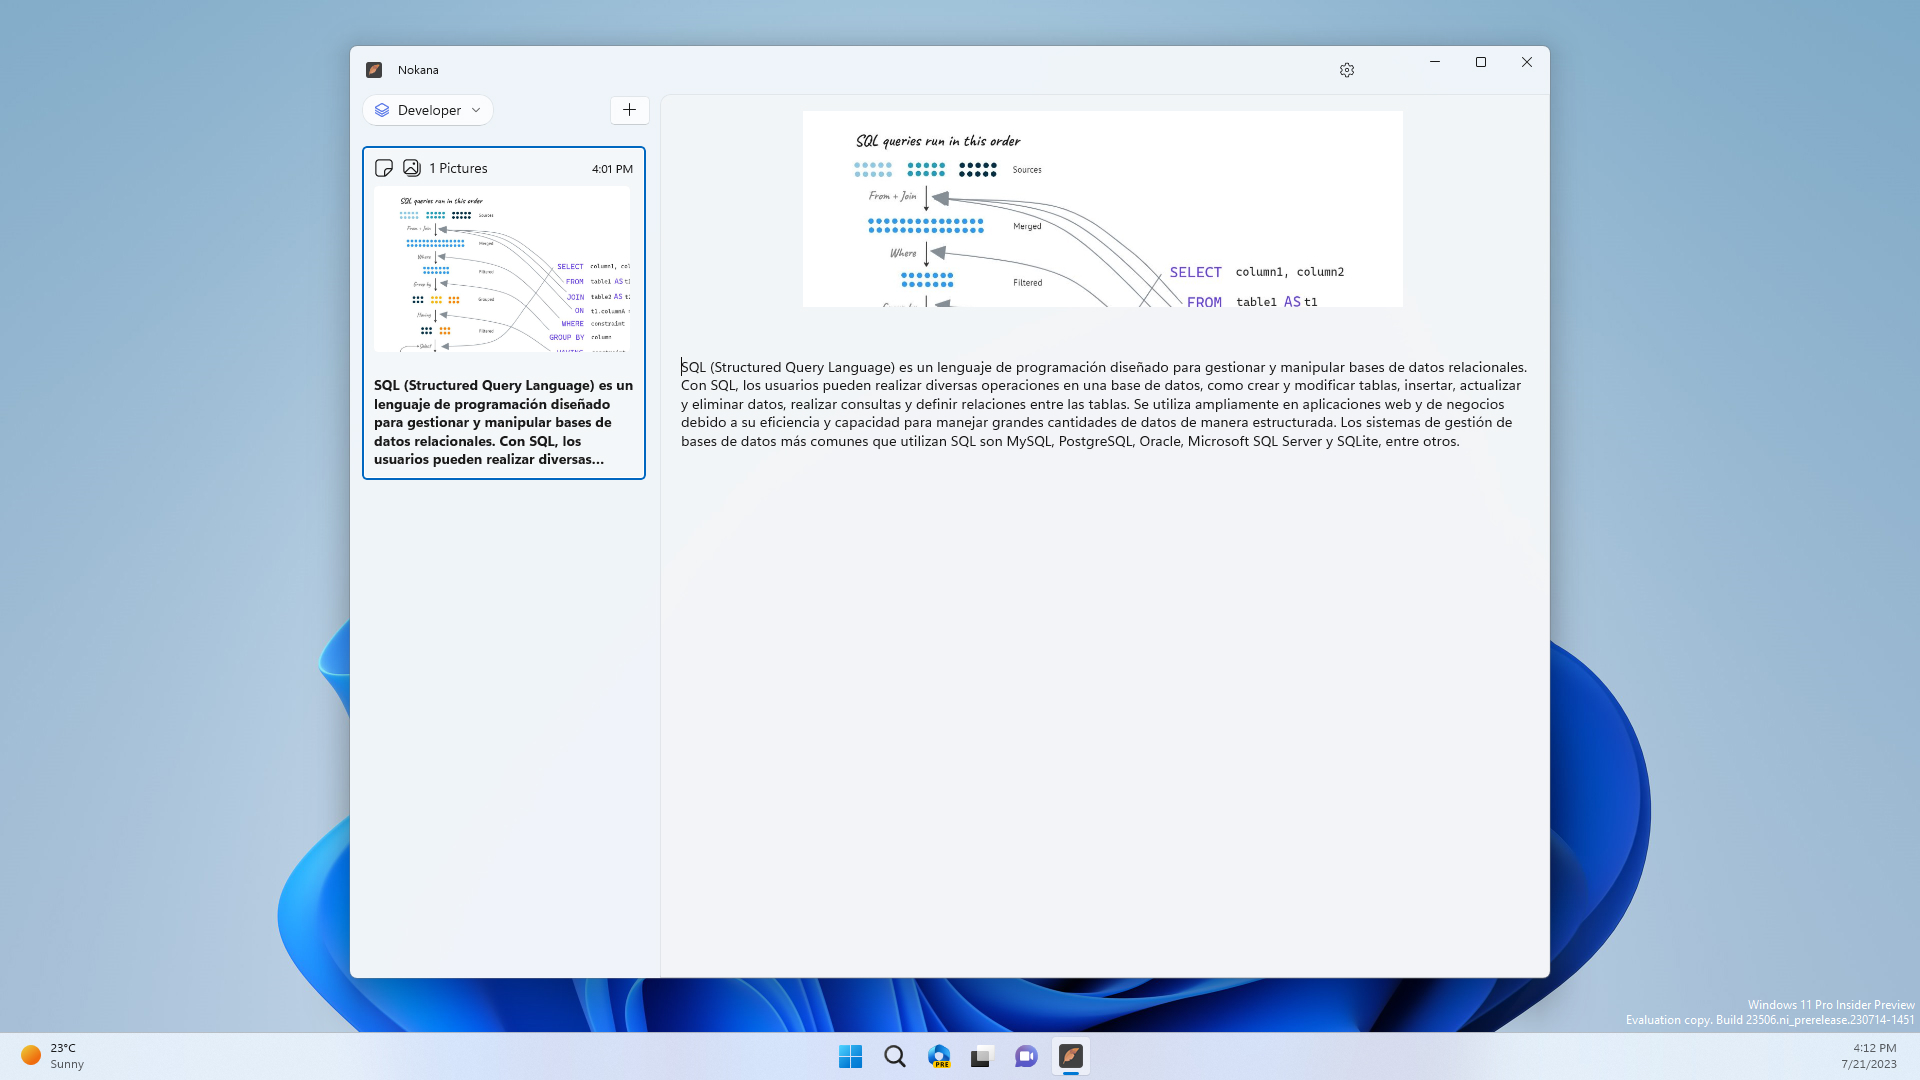 Nokana
Developer
1 Pictures
4:01 PM
SQL queries run in this order
Sources
From + Join
Merged
Where
Filtered
Group by
Grouped
Having
Filtered
Select
SELECT column1, col
FROM table1 AS t1
JOIN table2 AS t
ON t1.columnA
WHERE constraint
GROUP BY column
SQL (Structured Query Language) es un
lenguaje de programación diseñado
para gestionar y manipular bases de
datos relacionales. Con SQL, los
usuarios pueden realizar diversas...
SQL queries run in this order
Sources
From + Join
Merged
Where
Filtered
SELECT column1, column2
FROM table1 AS t1
SQL (Structured Query Language) es un lenguaje de programación diseñado para gestionar y manipular bases de datos relacionales.
Con SQL, los usuarios pueden realizar diversas operaciones en una base de datos, como crear y modificar tablas, insertar, actualizar
y eliminar datos, realizar consultas y definir relaciones entre las tablas. Se utiliza ampliamente en aplicaciones web y de negocios
debido a su eficiencia y capacidad para manejar grandes cantidades de datos de manera estructurada. Los sistemas de gestión de
bases de datos más comunes que utilizan SQL son MySQL, PostgreSQL, Oracle, Microsoft SQL Server y SQLite, entre otros.
Windows 11 Pro Insider Preview
Evaluation copy. Build 23506.ni_prerelease.230714-1451
23°C
Sunny
PRE
4:12 PM
7/21/2023